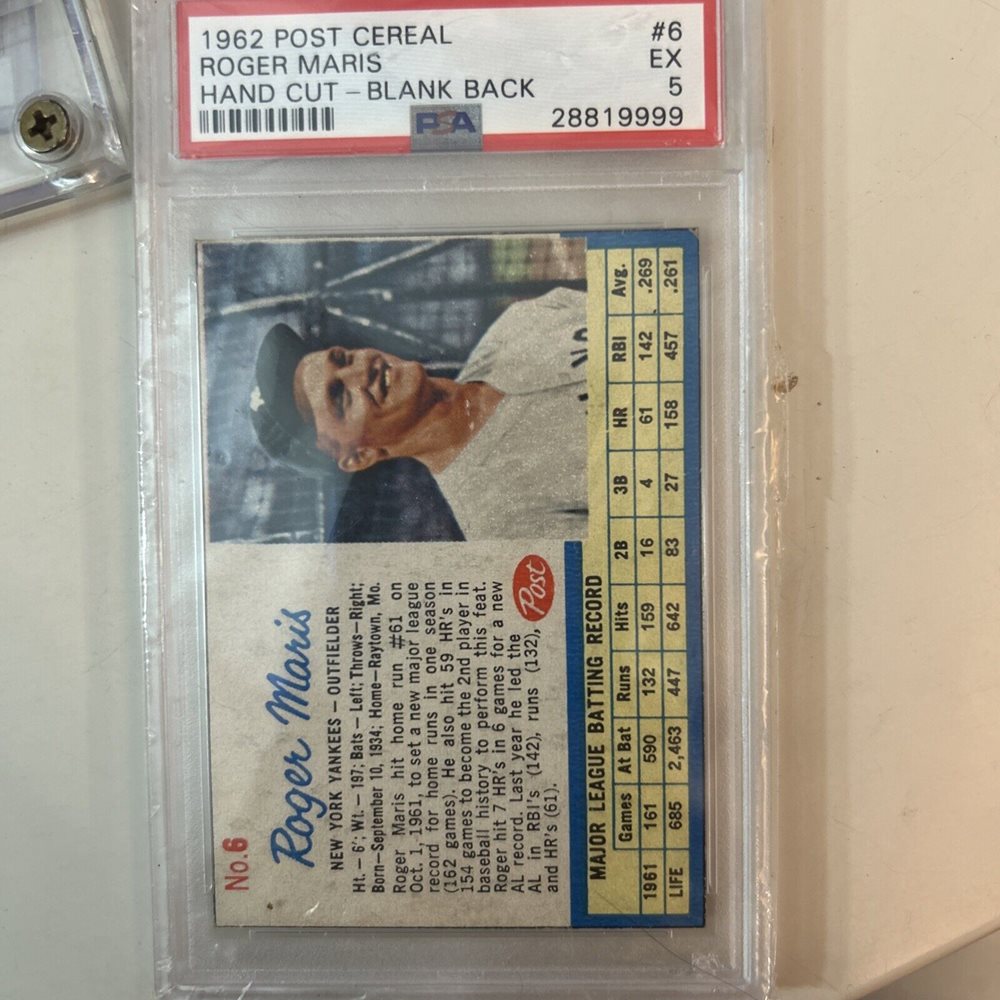 1962 POST CEREAL #6
ROGER MARIS EX
HAND CUT – BLANK BACK 5
PSA 28819999
No.6
Roger Maris
NEW YORK YANKEES – OUTFIELDER
Ht. – 6'; Wt. – 197; Bats – Left; Throws – Right;
Born–September 10, 1934; Home–Raytown, Mo.
Roger Maris hit home run #61 on
Oct. 1, 1961, to set a new major league
record for home runs in one season
(162 games). He also hit 59 HR's in
154 games to become the 2nd player in
baseball history to perform this feat.
Roger hit 7 HR's in 6 games for a new
AL record. Last year he led the
AL in RBI's (142), runs (132),
and HR's (61).
Post
MAJOR LEAGUE BATTING RECORD
Games At Bat Runs Hits 2B 3B HR RBI Avg.
1961 161 590 132 159 16 4 61 142 .269
LIFE 685 2,463 447 642 83 27 158 457 .261